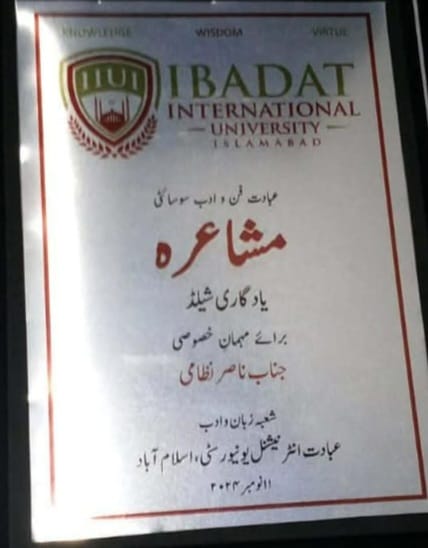 KNOWLEDGE WISDOM VIRTUE
IIUI
IBADAT
INTERNATIONAL
UNIVERSITY
ISLAMABAD
عبادت فن و ادب سوسائٹی
مشاعرہ
یادگاری شیلڈ
برائے مہمانِ خصوصی
جناب ناصر نظامی
شعبہ زبان و ادب
عبادت انٹرنیشنل یونیورسٹی، اسلام آباد
۱۱ نومبر ۲۰۲۴